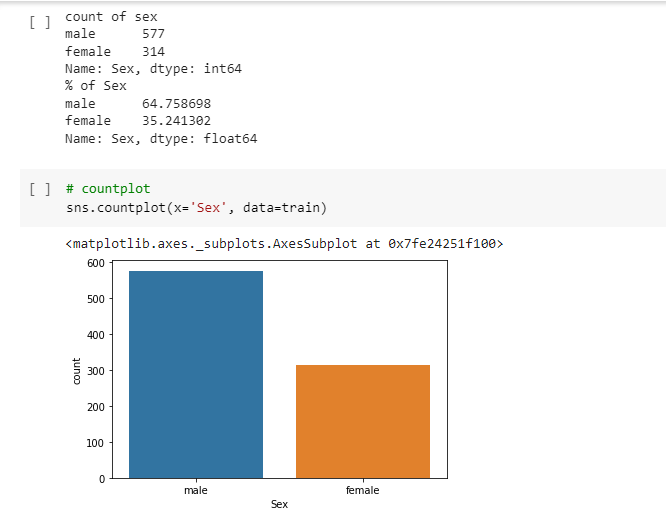 [ ] count of sex
male 577
female 314
Name: Sex, dtype: int64
% of Sex
male 64.758698
female 35.241302
Name: Sex, dtype: float64
[ ] # countplot
sns.countplot(x='Sex', data=train)
<matplotlib.axes._subplots.AxesSubplot at 0x7fe24251f100>
600
500
400
300
200
100
0
count
male female
Sex